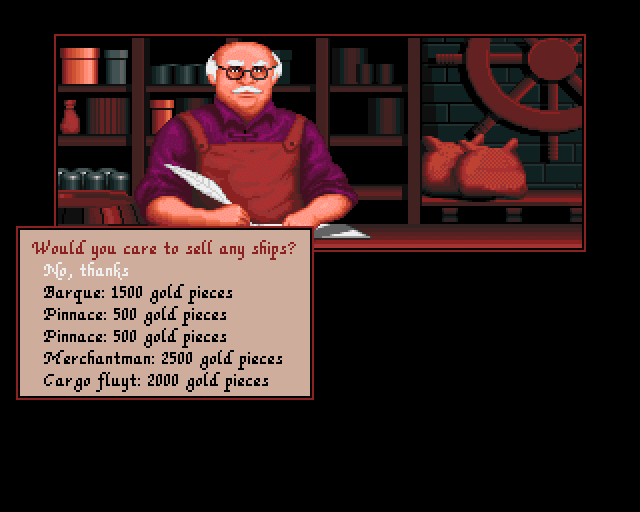 Would you care to sell any ships?
No, thanks
Barque: 1500 gold pieces
Pinnace: 500 gold pieces
Pinnace: 500 gold pieces
Merchantman: 2500 gold pieces
Cargo fluyt: 2000 gold pieces